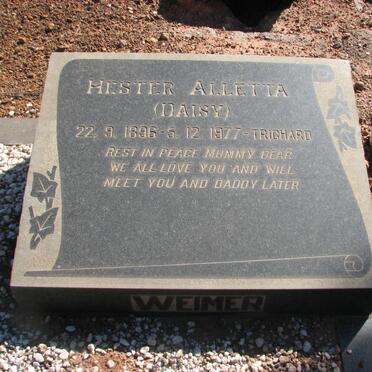 HESTER ALLETTA
(DAISY)
22. 9. 1896 - 5. 12. 1977 - TRICHARD
REST IN PEACE MUMMY DEAR
WE ALL LOVE YOU AND WILL
MEET YOU AND DADDY LATER
WEIMER